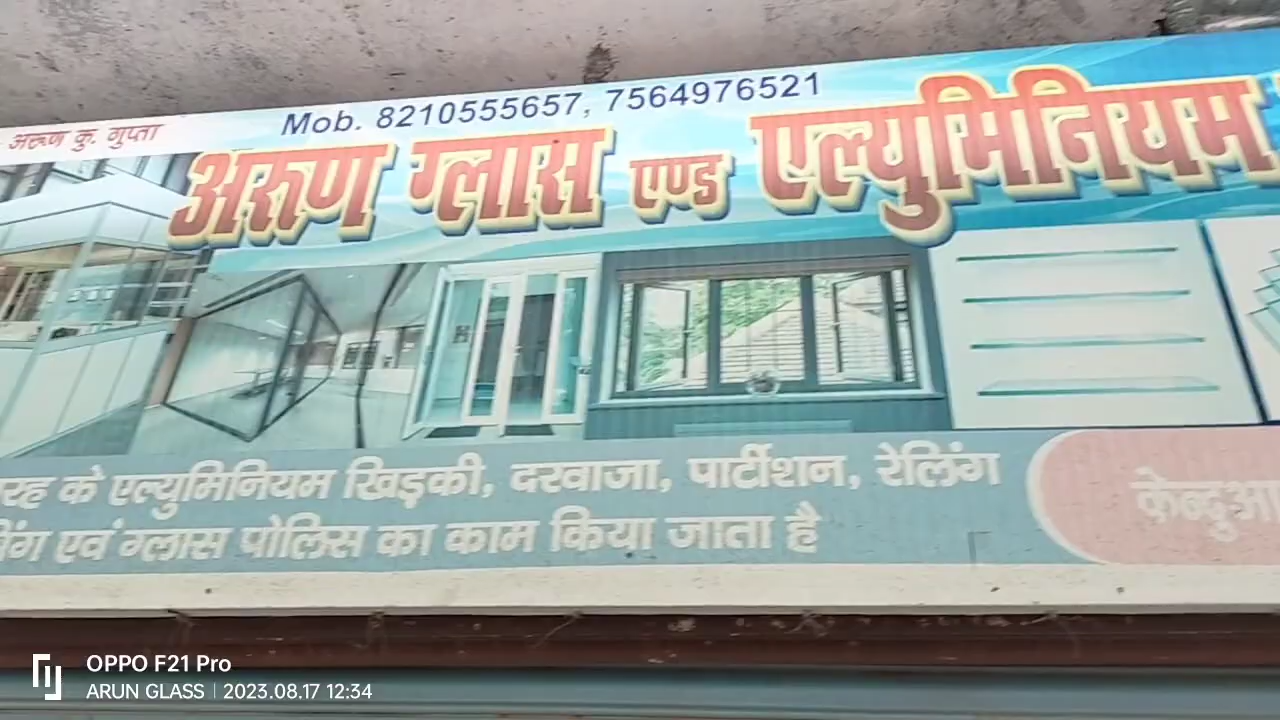 अरूण कु. गुप्ता
Mob. 8210555657, 7564976521
अरूण ग्लास एण्ड एल्युमिनियम
के एल्युमिनियम खिड़की, दरवाजा, पार्टीशन, रेलिंग
एवं ग्लास पोलिस का काम किया जाता है
OPPO F21 Pro
ARUN GLASS | 2023.08.17 12:34